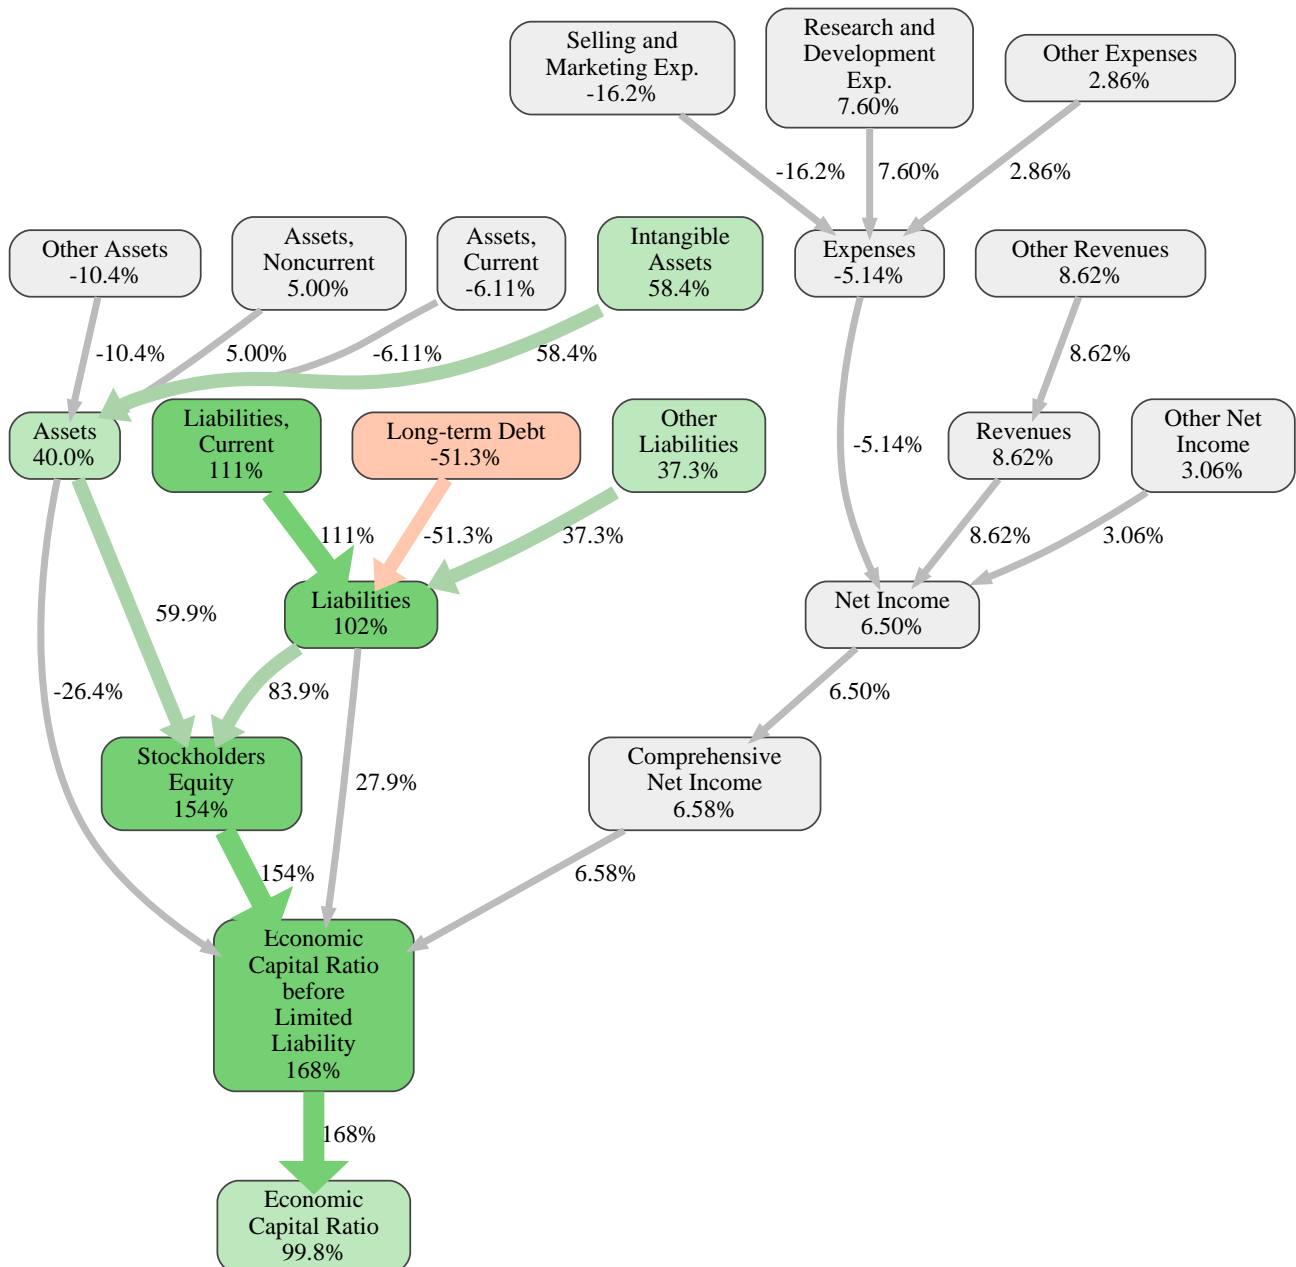 Selling and
Marketing Exp.
-16.2%
Research and
Development
Exp.
7.60%
Other Expenses
2.86%
-16.2%
7.60%
2.86%
Other Assets
-10.4%
Assets,
Noncurrent
5.00%
Assets,
Current
-6.11%
Intangible
Assets
58.4%
Expenses
-5.14%
Other Revenues
8.62%
-10.4%
5.00%
-6.11%
58.4%
8.62%
Assets
40.0%
Liabilities,
Current
111%
Long-term Debt
-51.3%
Other
Liabilities
37.3%
-5.14%
Revenues
8.62%
Other Net
Income
3.06%
111%
-51.3%
37.3%
8.62%
3.06%
59.9%
Liabilities
102%
Net Income
6.50%
-26.4%
83.9%
6.50%
Stockholders
Equity
154%
27.9%
Comprehensive
Net Income
6.58%
154%
6.58%
Economic
Capital Ratio
before
Limited
Liability
168%
168%
Economic
Capital Ratio
99.8%